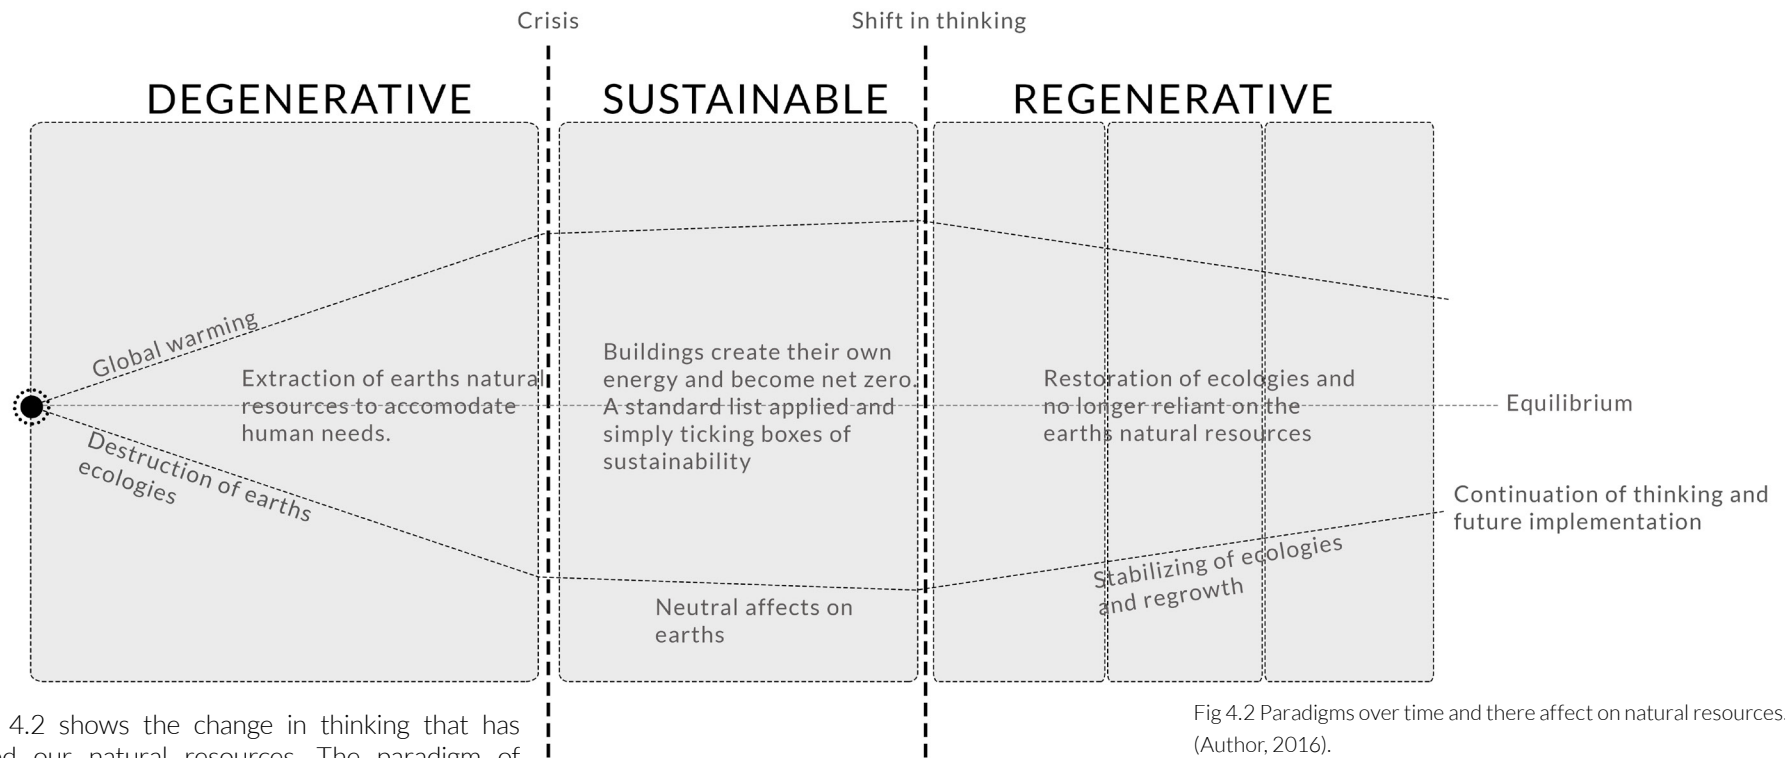 Crisis
Shift in thinking
DEGENERATIVE
SUSTAINABLE
REGENERATIVE
Global warming
Extraction of earths natural
resources to accomodate
human needs.
Destruction of earths
ecologies
Buildings create their own
energy and become net zero.
A standard list applied and
simply ticking boxes of
sustainability
Neutral affects on
earths
Restoration of ecologies and
no longer reliant on the
earths natural resources
Stabilizing of ecologies
and regrowth
Equilibrium
Continuation of thinking and
future implementation
4.2 shows the change in thinking that has
our natural resources. The paradigm of
Fig 4.2 Paradigms over time and there affect on natural resources.
(Author, 2016).